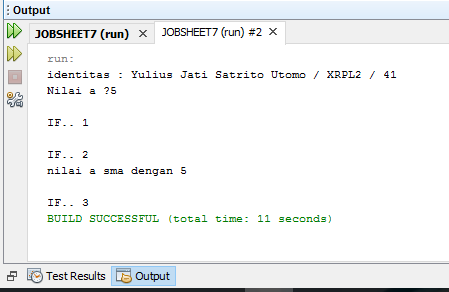 Output
JOBSHEET7 (run) × JOBSHEET7 (run) #2 ×
run:
identitas : Yulius Jati Satrito Utomo / XRPL2 / 41
Nilai a ?5
IF.. 1
IF.. 2
nilai a sma dengan 5
IF.. 3
BUILD SUCCESSFUL (total time: 11 seconds)
Test Results Output